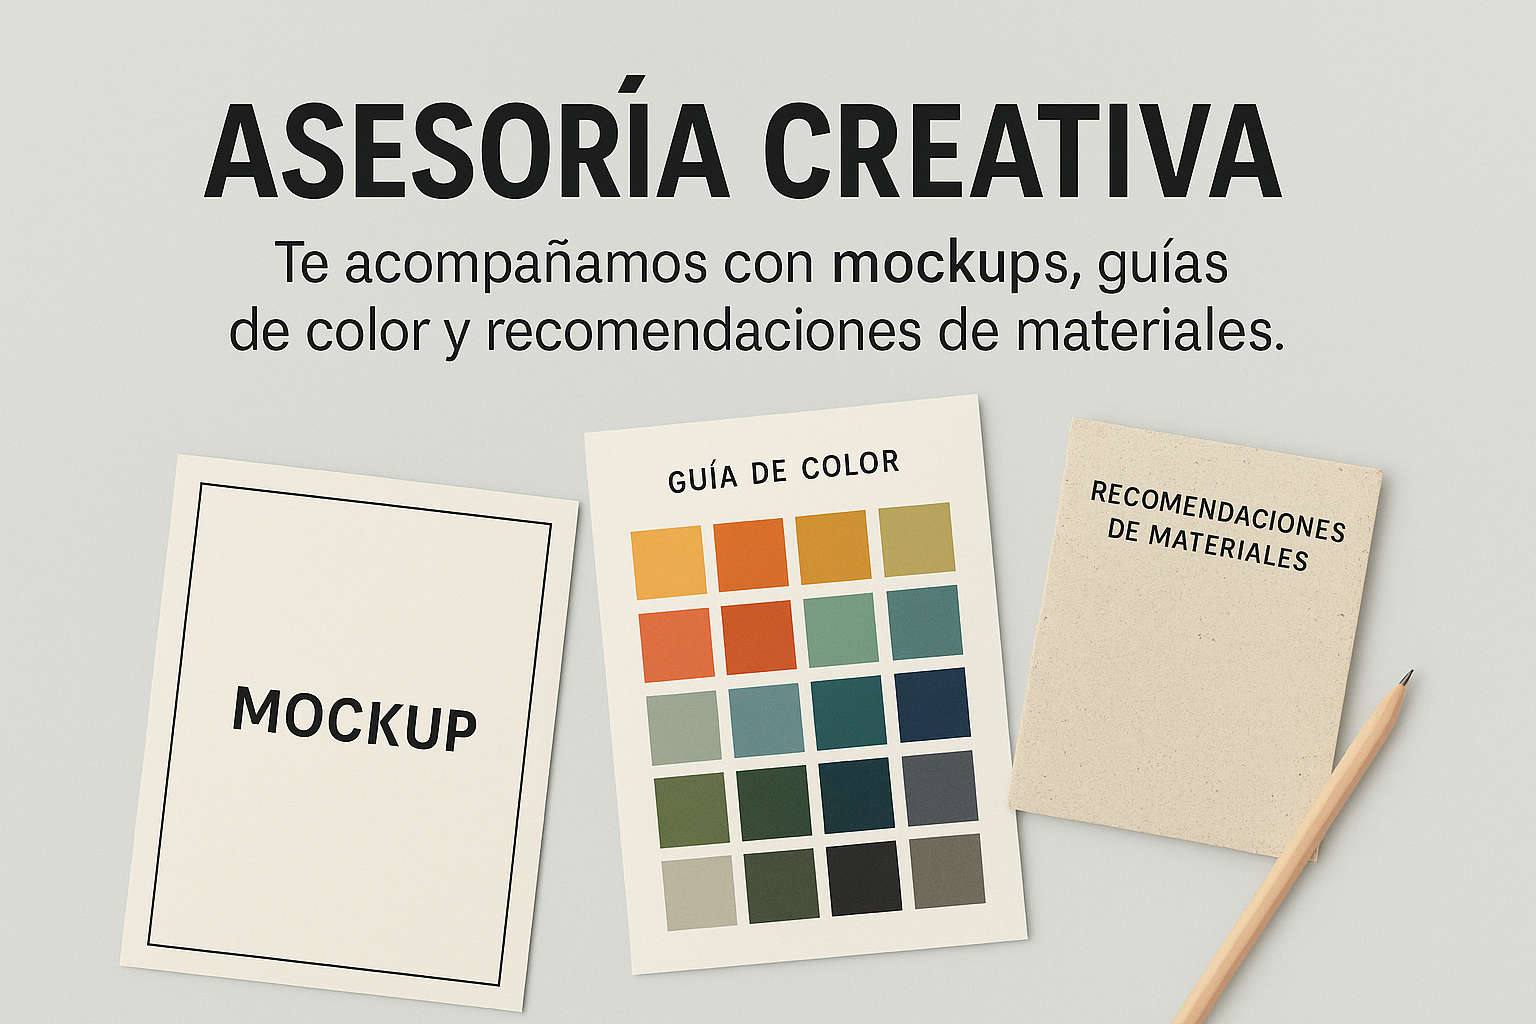 ASESORÍA CREATIVA
Te acompañamos con mockups, guías
de color y recomendaciones de materiales.
MOCKUP
GUÍA DE COLOR
RECOMENDACIONES
DE MATERIALES